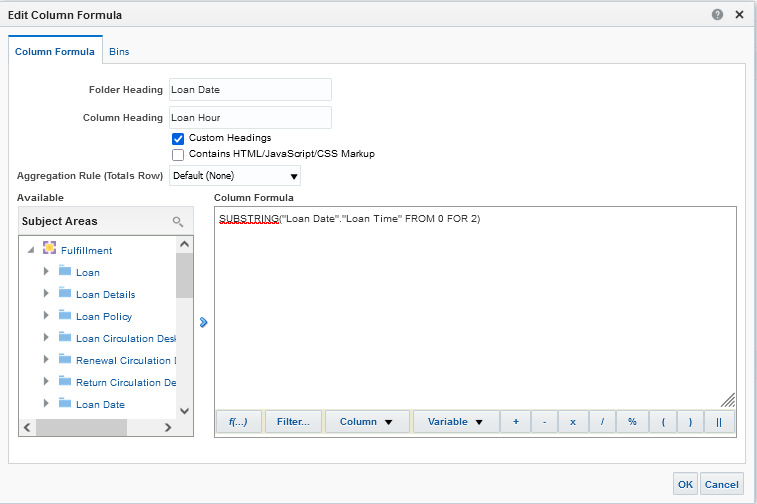 Edit Column Formula
Column Formula Bins
Folder Heading Loan Date
Column Heading Loan Hour
Custom Headings
Contains HTML/JavaScript/CSS Markup
Aggregation Rule (Totals Row) Default (None)
Available Column Formula
Subject Areas
SUBSTRING("Loan Date"."Loan Time" FROM 0 FOR 2)
Fulfillment
Loan
Loan Details
Loan Policy
Loan Circulation Desk
Renewal Circulation D
Return Circulation De
Loan Date
f(...) Filter... Column Variable + - x / % ( ) ||
OK Cancel